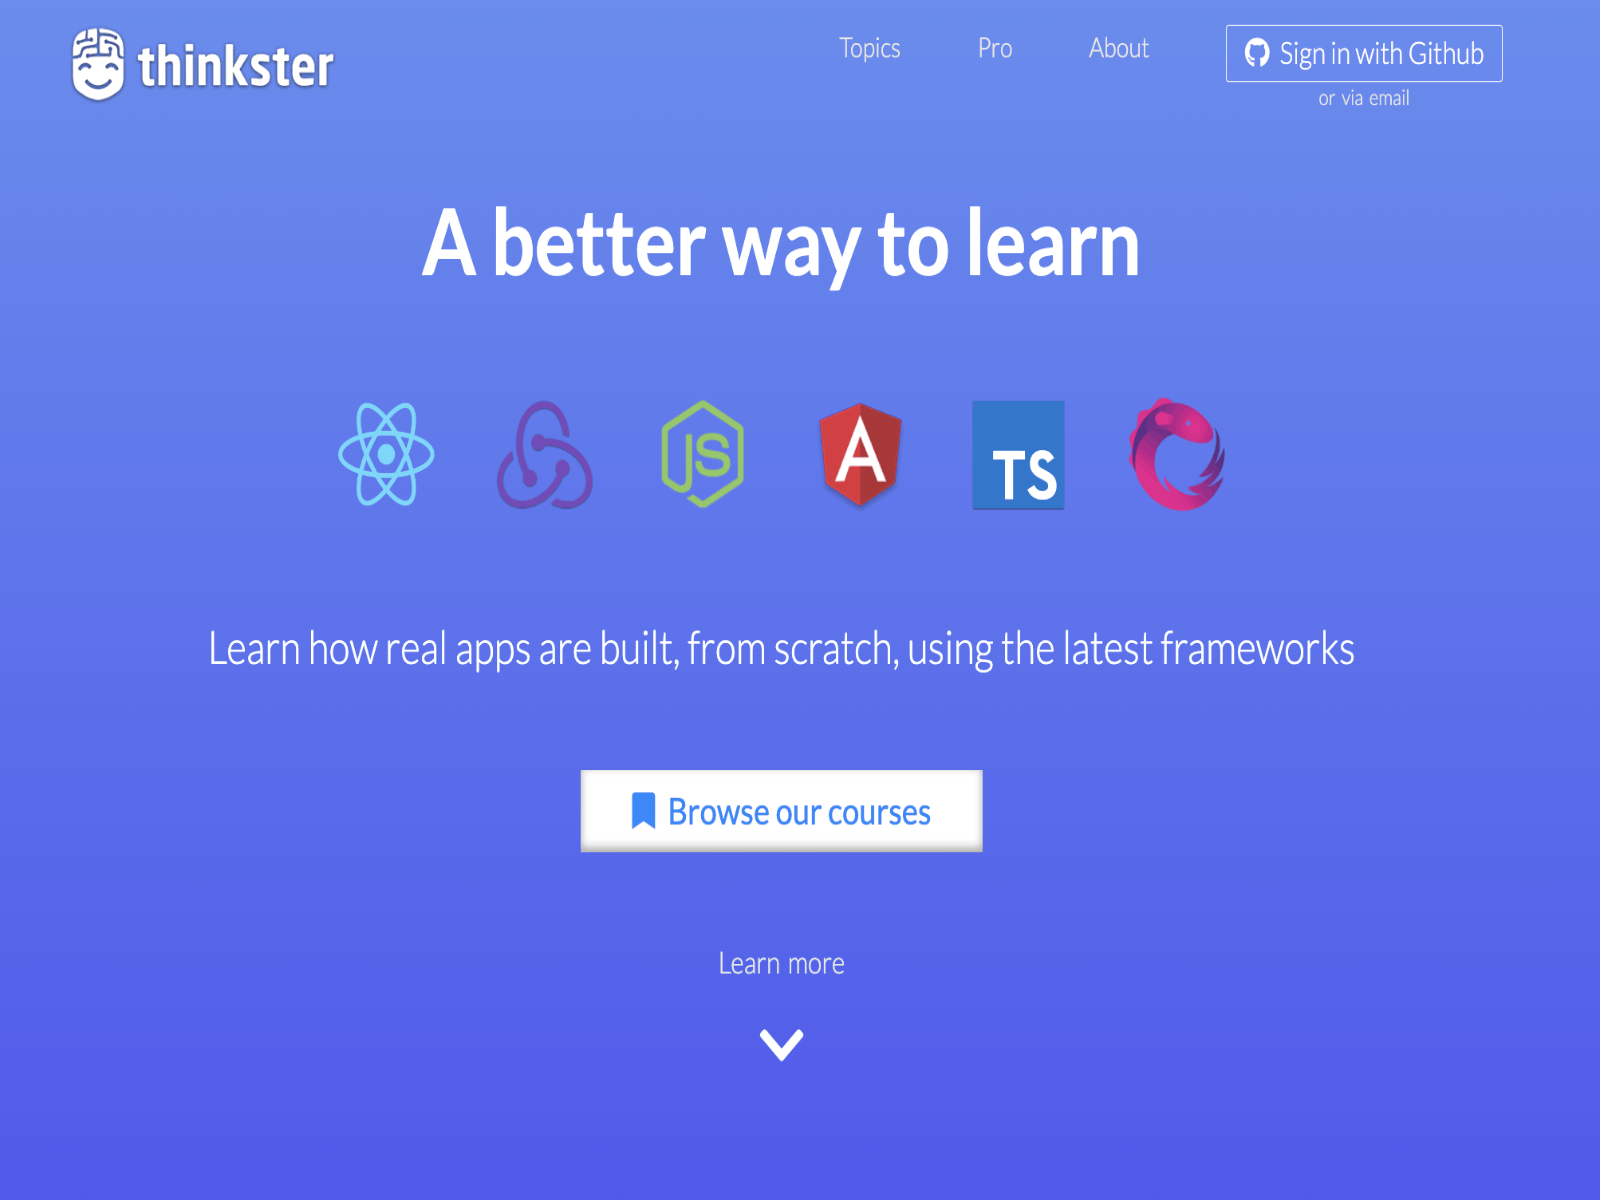 thinkster
Topics
Pro
About
Sign in with Github
or via email
A better way to learn
JS
A
TS
Learn how real apps are built, from scratch, using the latest frameworks
Browse our courses
Learn more